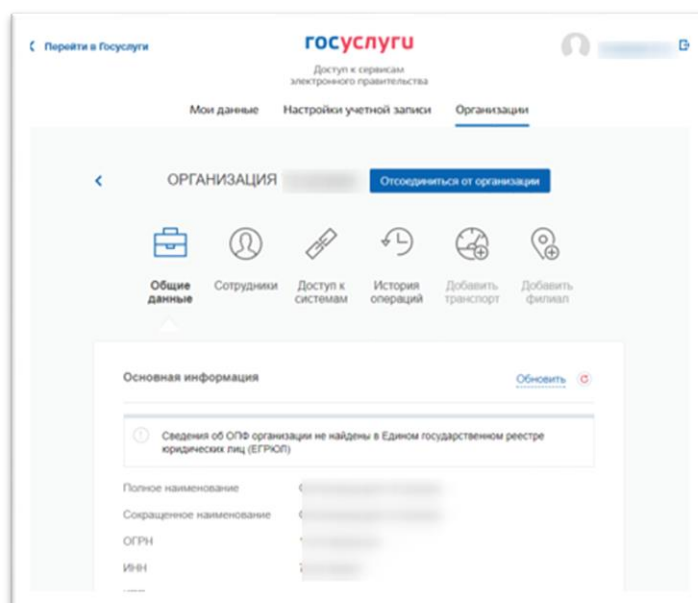 Перейти в Госуслуги
госуслуги
Доступ к сервисам
электронного правительства
Мои данные Настройки учетной записи Организации
ОРГАНИЗАЦИЯ
Отсоединиться от организации
Общие данные
Сотрудники
Доступ к системам
История операций
Добавить транспорт
Добавить филиал
Основная информация
Обновить
Сведения об ОПФ организации не найдены в Едином государственном реестре
юридических лиц (ЕГРЮЛ)
Полное наименование
Сокращенное наименование
ОГРН
ИНН